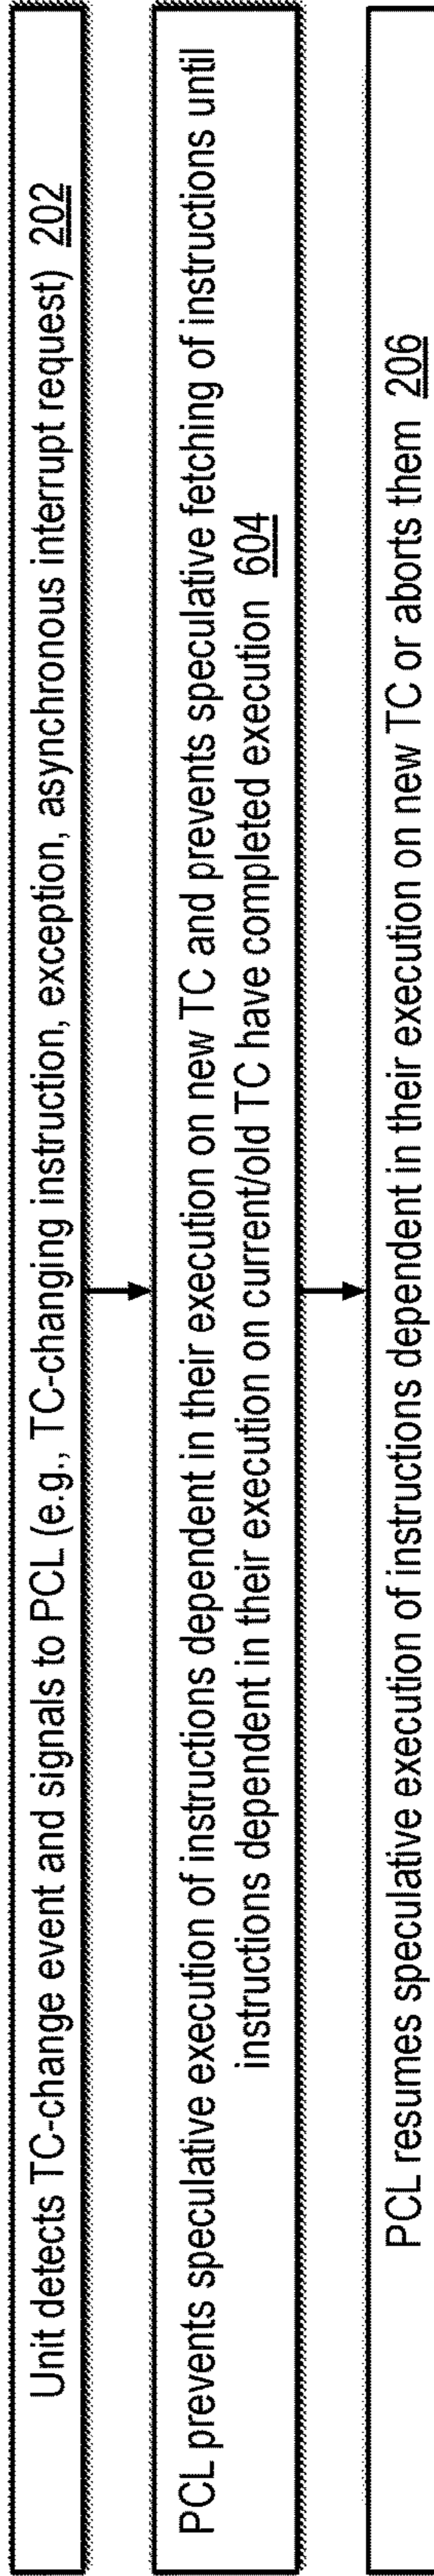 Unit detects TC-change event and signals to PCL (e.g., TC-changing instruction, exception, asynchronous interrupt request) 202
PCL prevents speculative execution of instructions dependent in their execution on new TC and prevents speculative fetching of instructions until
instructions dependent in their execution on current/old TC have completed execution 604
PCL resumes speculative execution of instructions dependent in their execution on new TC or aborts them 206